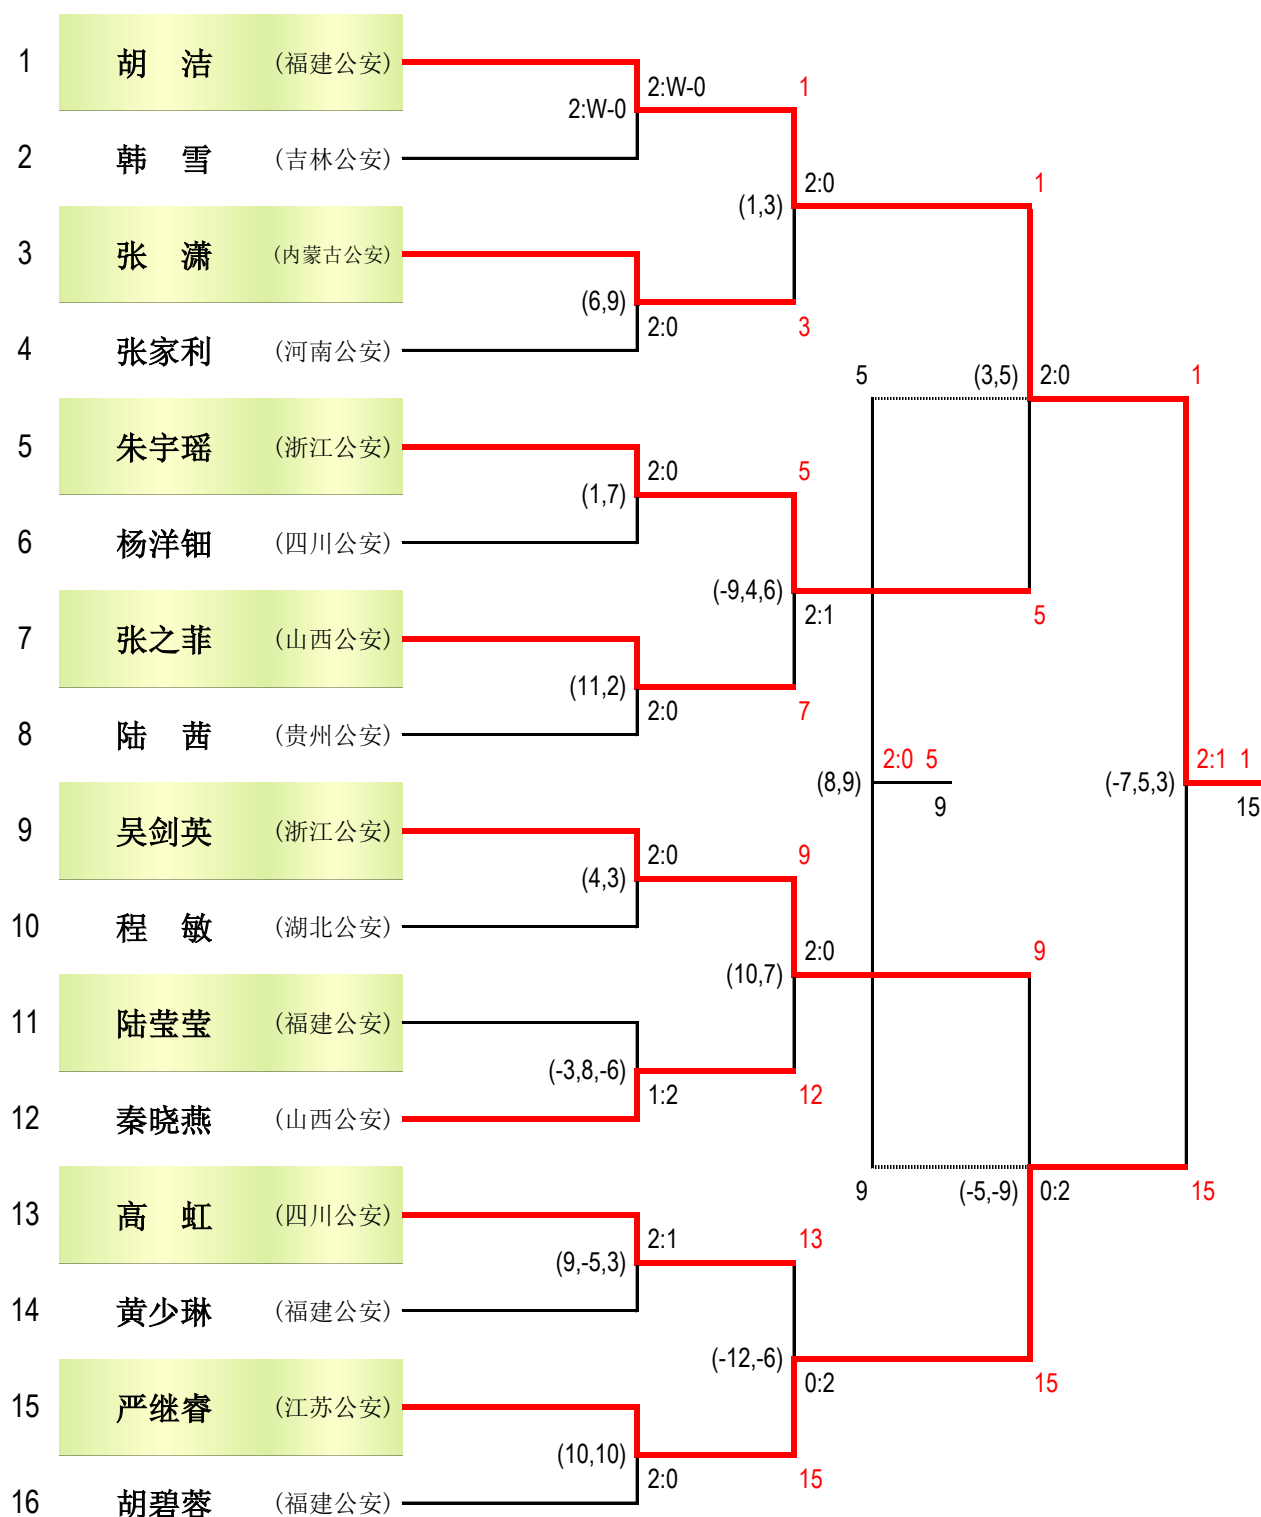 1 胡 洁 (福建公安)
2:W-0 2:W-0 1
2 韩 雪 (吉林公安)
2:0 1
(1,3)
3 张 潇 (内蒙古公安)
(6,9) 2:0 3
4 张家利 (河南公安)
5 (3,5) 2:0 1
5 朱宇瑶 (浙江公安)
2:0 5
(1,7)
6 杨洋钿 (四川公安)
(-9,4,6) 2:1 5
7 张之菲 (山西公安)
(11,2) 2:0 7
8 陆 茜 (贵州公安)
(8,9) 2:0 5 9
(-7,5,3) 2:1 1 15
9 吴剑英 (浙江公安)
2:0 9
(4,3)
10 程 敏 (湖北公安)
2:0 9
(10,7)
11 陆莹莹 (福建公安)
(-3,8,-6) 1:2 12
12 秦晓燕 (山西公安)
9 (-5,-9) 0:2 15
13 高 虹 (四川公安)
2:1 13
(9,-5,3)
14 黄少琳 (福建公安)
(-12,-6) 0:2 15
15 严继睿 (江苏公安)
(10,10) 2:0 15
16 胡碧蓉 (福建公安)